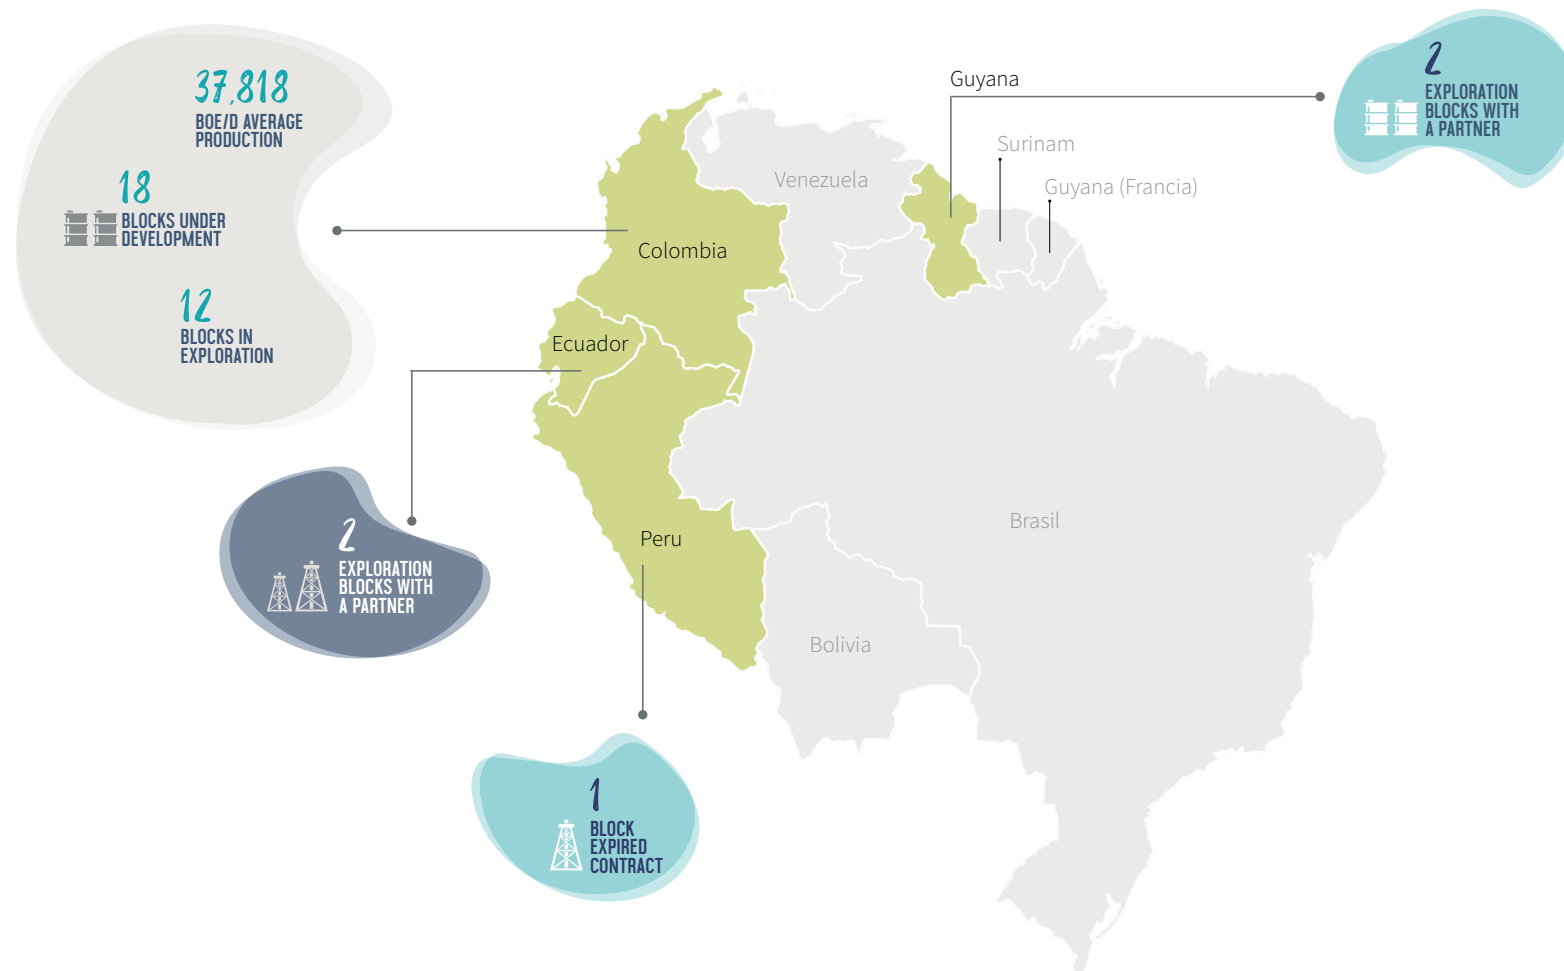 37,818
BOE/D AVERAGE
PRODUCTION
18
BLOCKS UNDER
DEVELOPMENT
12
BLOCKS IN
EXPLORATION
2
EXPLORATION
BLOCKS WITH
A PARTNER
Guyana
Surinam
Guyana (Francia)
Venezuela
Colombia
Ecuador
2
EXPLORATION
BLOCKS WITH
A PARTNER
Peru
Brasil
Bolivia
1
BLOCK
EXPIRED
CONTRACT